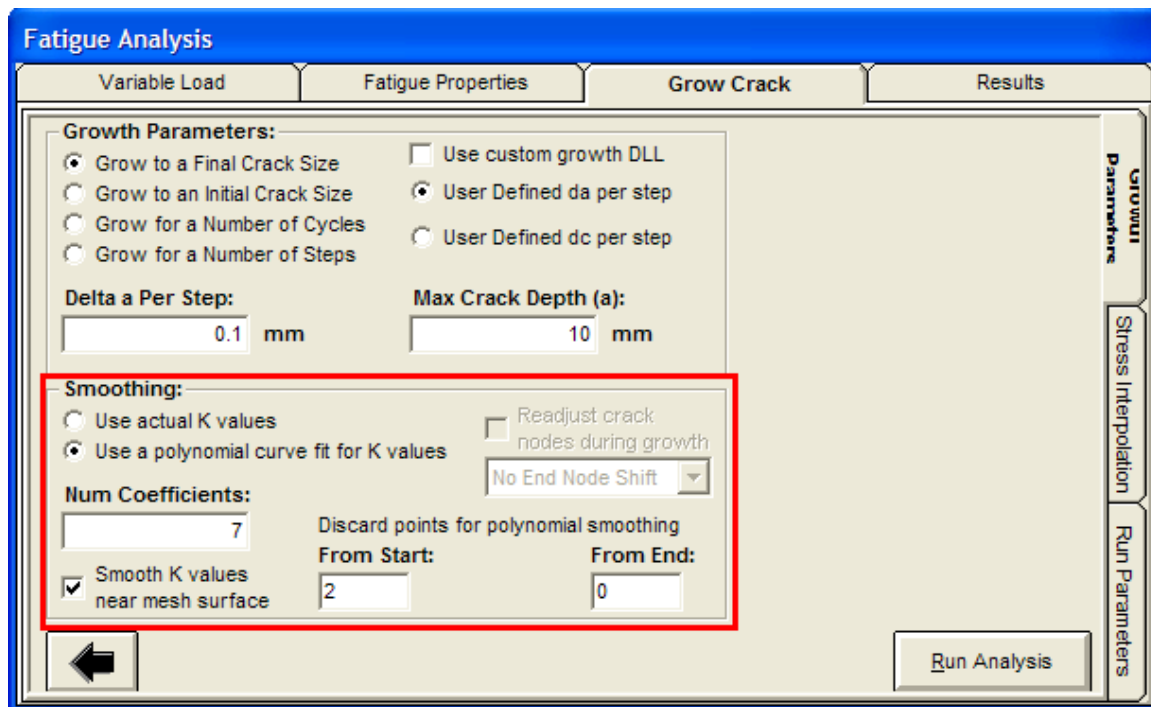 Fatigue Analysis
Variable Load
Fatigue Properties
Grow Crack
Results
Growth Parameters:
Grow to a Final Crack Size
Grow to an Initial Crack Size
Grow for a Number of Cycles
Grow for a Number of Steps
Use custom growth DLL
User Defined da per step
User Defined dc per step
Delta a Per Step:
0.1 mm
Max Crack Depth (a):
10 mm
Smoothing:
Use actual K values
Use a polynomial curve fit for K values
Readjust crack
nodes during growth
No End Node Shift
Num Coefficients:
7
Smooth K values
near mesh surface
Discard points for polynomial smoothing
From Start:
2
From End:
0
Run Analysis
Growth
Parameters
Stress Interpolation
Run Parameters